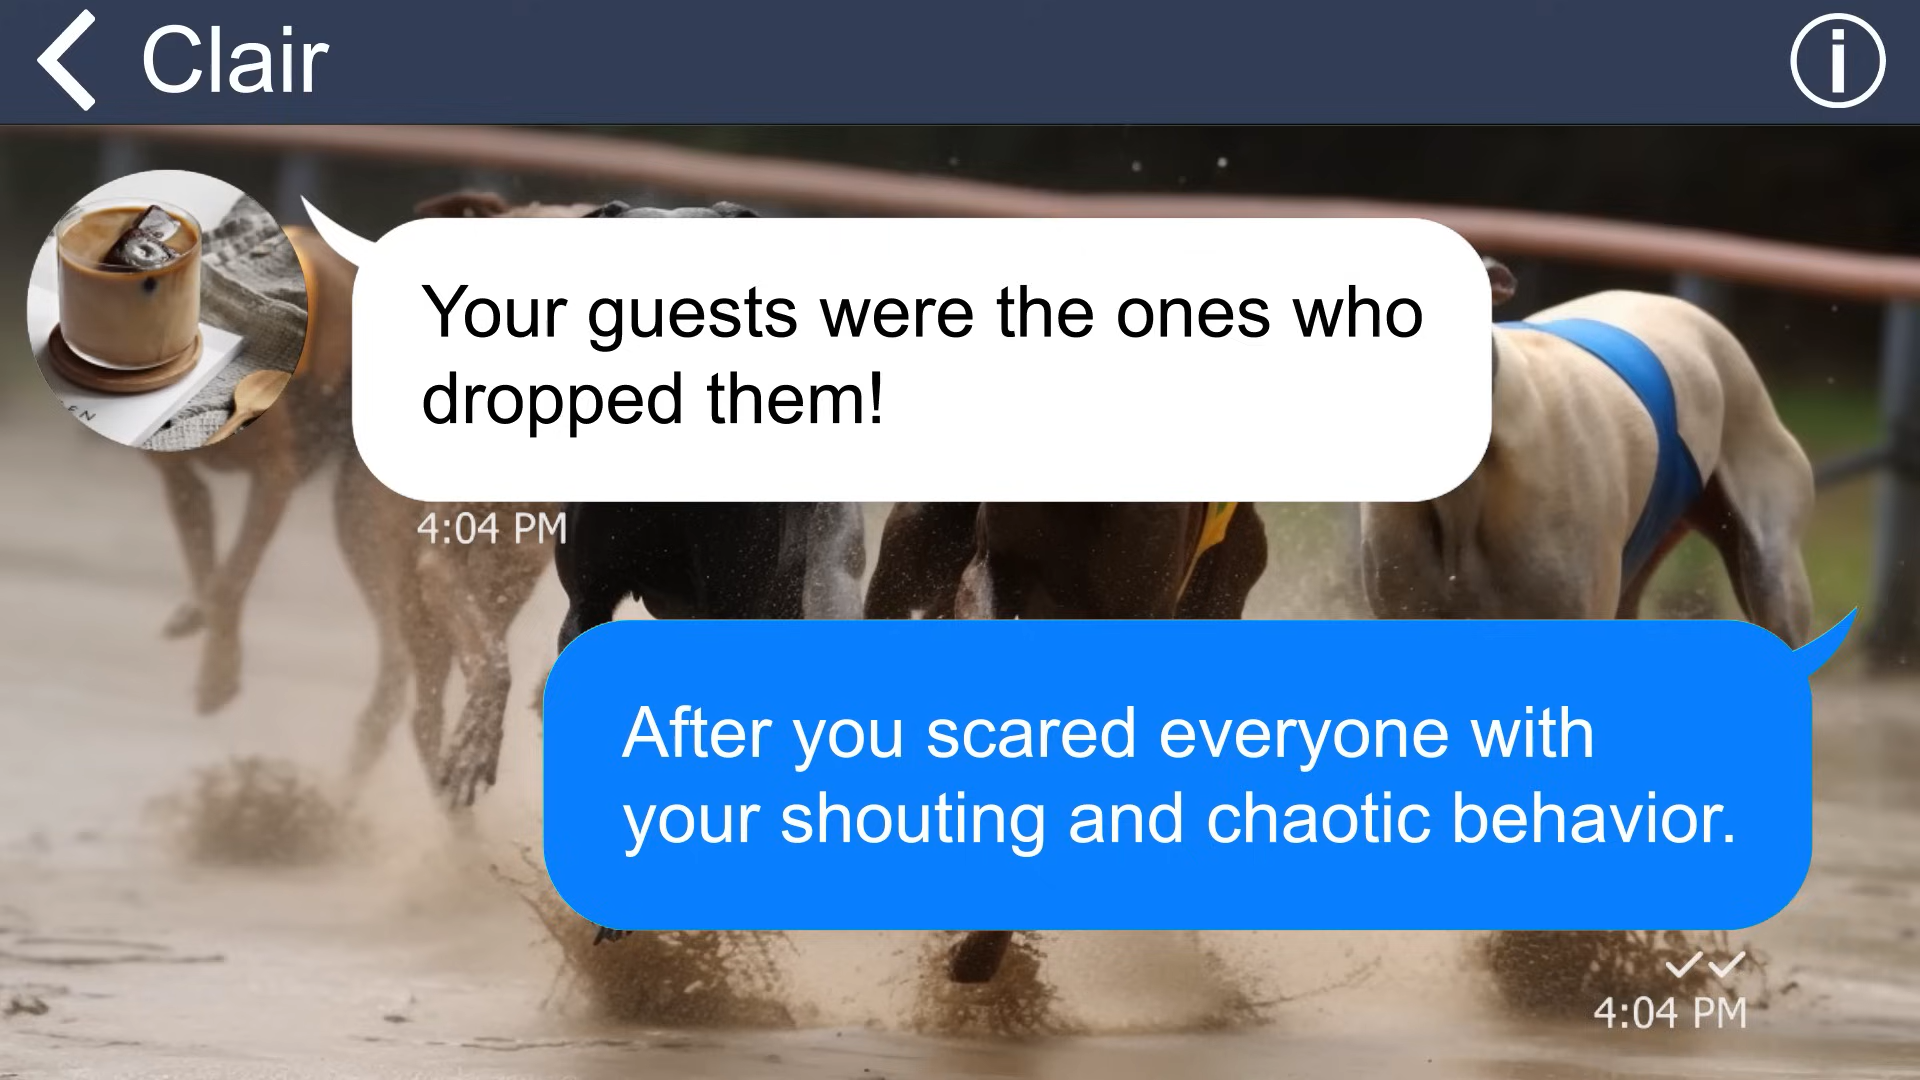 Clair
Your guests were the ones who
dropped them!
4:04 PM
After you scared everyone with
your shouting and chaotic behavior.
4:04 PM